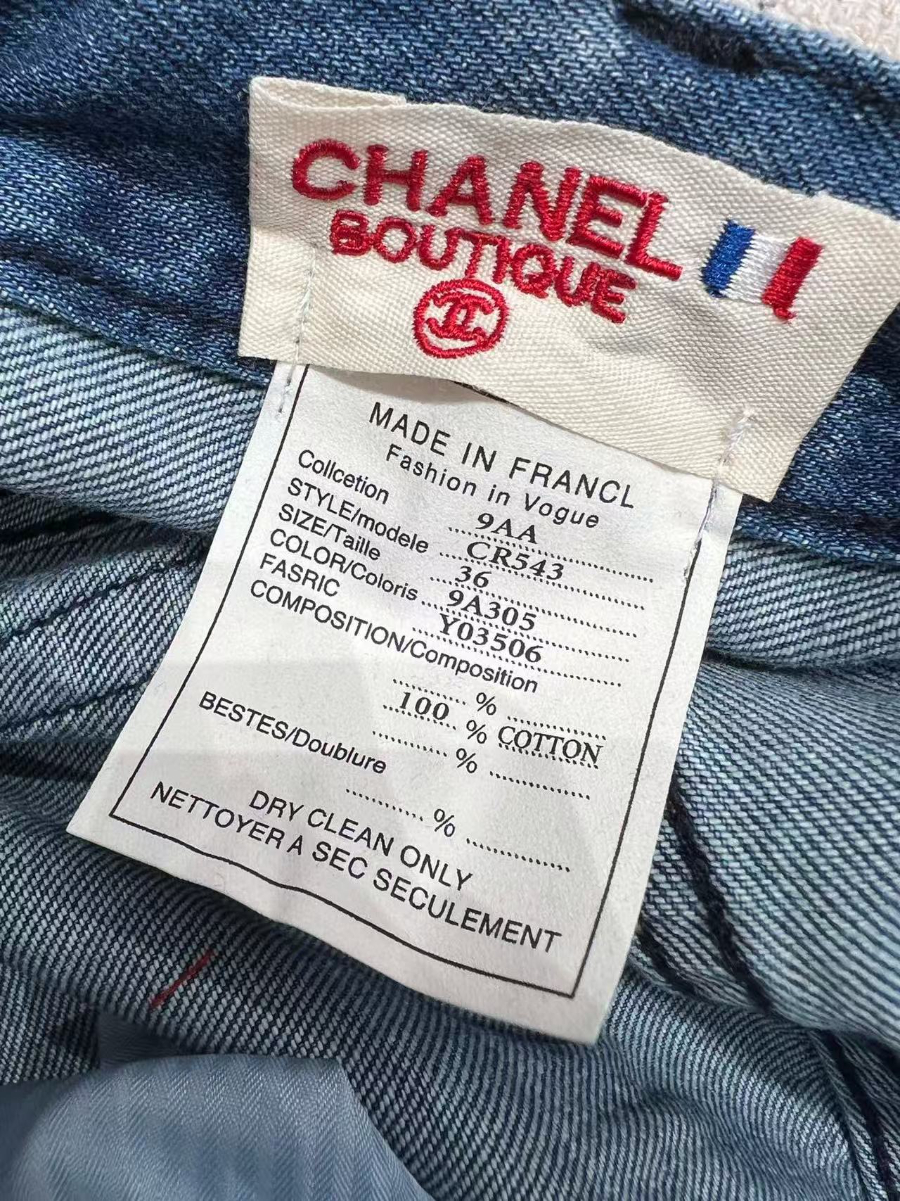 CHANEL
BOUTIQUE
MADE IN FRANCL
Fashion in Vogue
Collcetion 9AA
STYLE/modele CR543
SIZE/Taille 36
COLOR/Coloris 9A305
FASRIC Y03506
COMPOSITION/Composition
%
100 % COTTON
%
BESTES/Doublure
%
DRY CLEAN ONLY
NETTOYER A SEC SECULEMENT